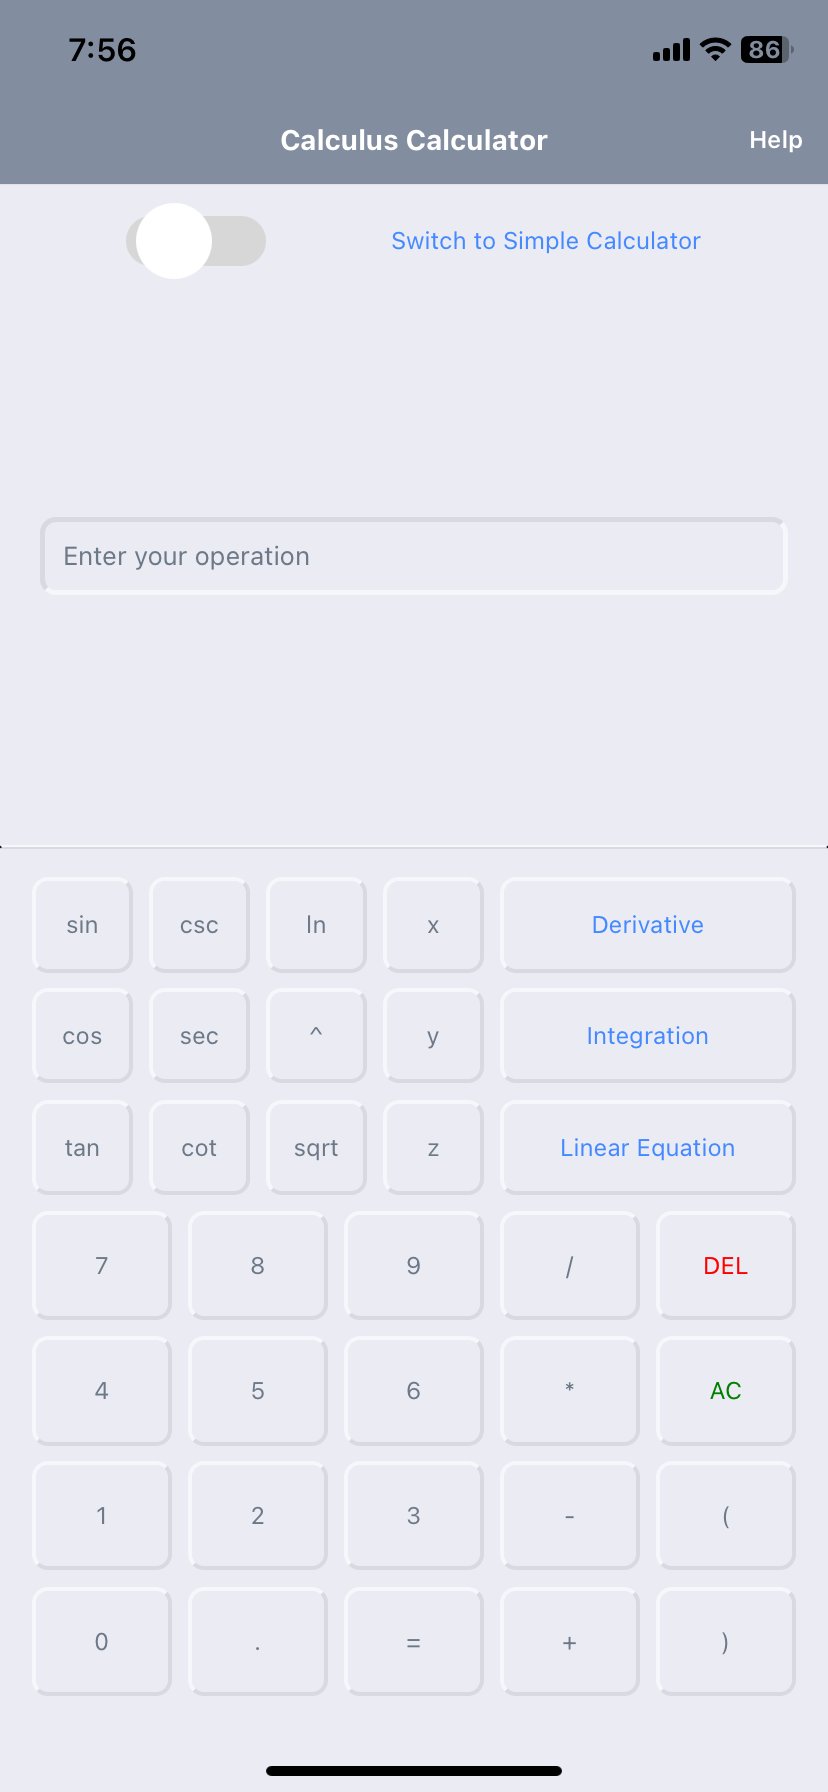 7:56
86
Calculus Calculator
Help
Switch to Simple Calculator
Enter your operation
sin csc ln x Derivative
cos sec ^ y Integration
tan cot sqrt z Linear Equation
7 8 9 / DEL
4 5 6 * AC
1 2 3 - (
0 . = + )